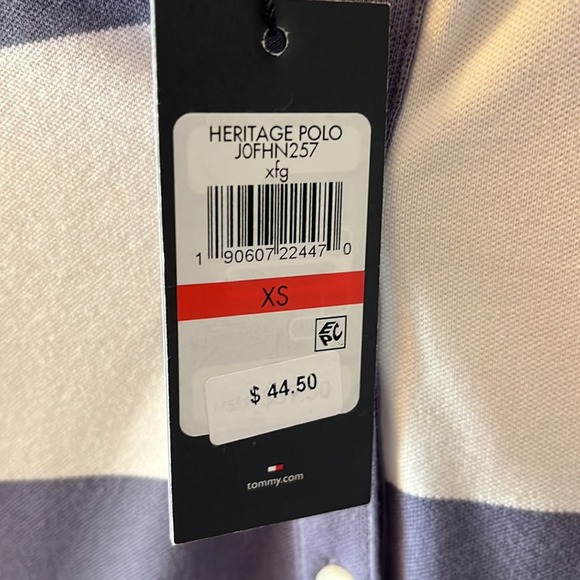 HERITAGE POLO
J0FHN257
xfg
1 90607 22447 0
XS
EPC
$ 44.50
tommy.com